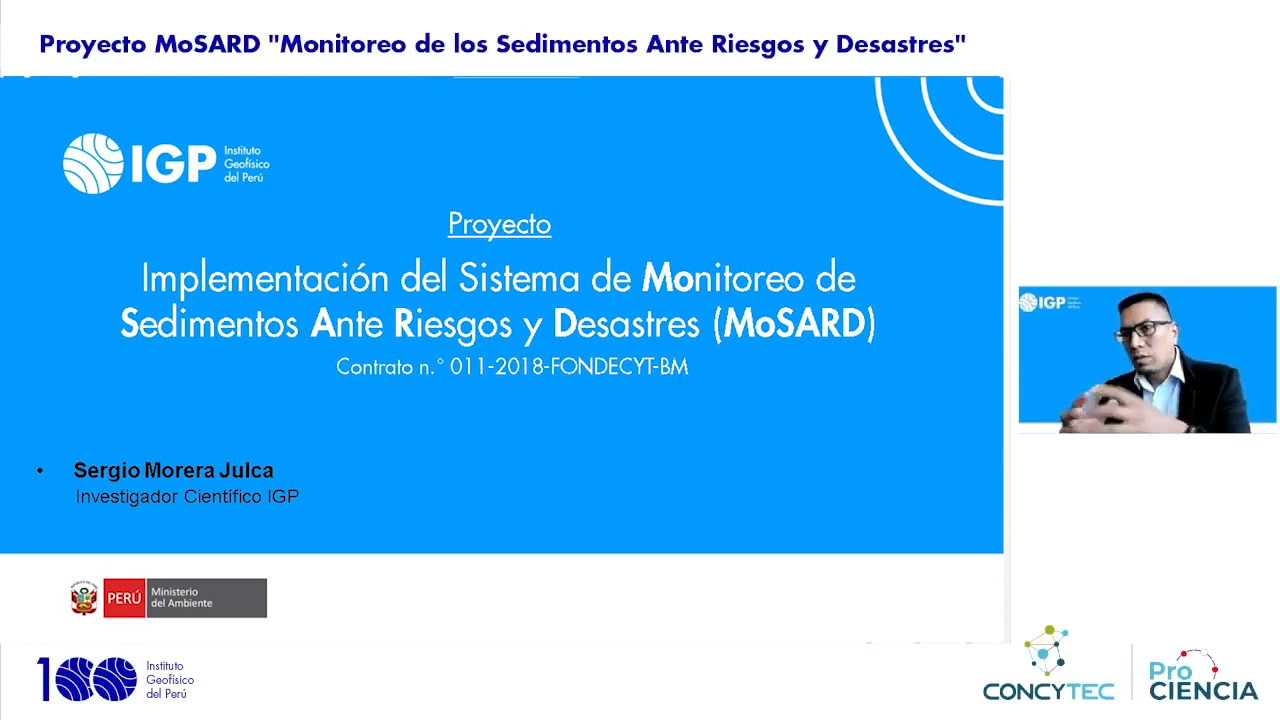 Proyecto MoSARD "Monitoreo de los Sedimentos Ante Riesgos y Desastres"
IGP
Instituto
Geofísico
del Perú
Proyecto
Implementación del Sistema de Monitoreo de
Sedimentos Ante Riesgos y Desastres (MoSARD)
Contrato n.° 011-2018-FONDECYT-BM
IGP
• Sergio Morera Julca
Investigador Científico IGP
PERÚ
Ministerio
del Ambiente
100
Instituto
Geofísico
del Perú
CONCYTEC
Pro
CIENCIA